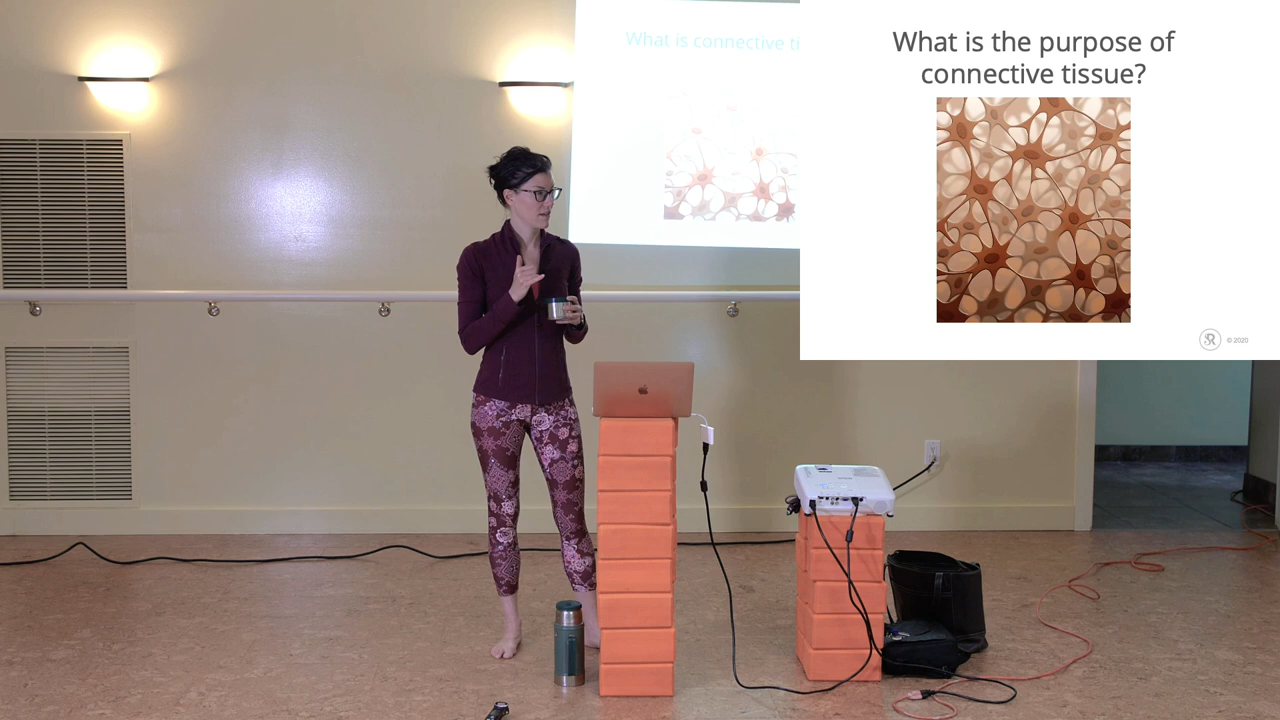 What is connective ti
What is the purpose of
connective tissue?
© 2020